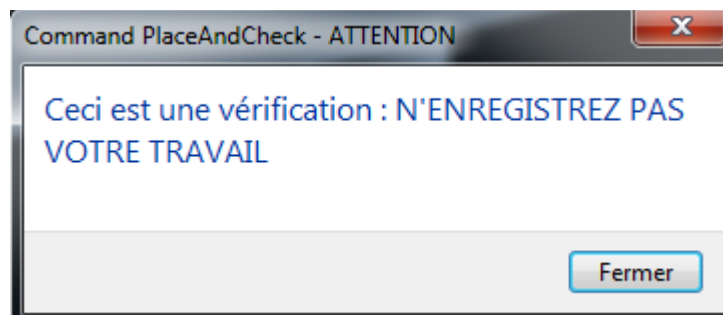 Command PlaceAndCheck - ATTENTION
Ceci est une vérification : N'ENREGISTREZ PAS
VOTRE TRAVAIL
Fermer